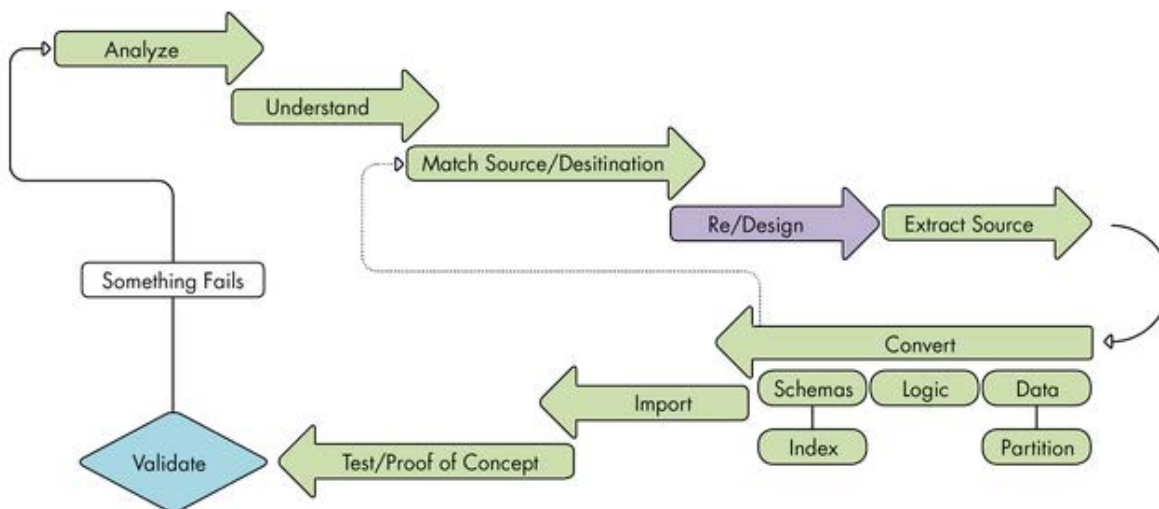 Analyze
Understand
Match Source/Desitination
Re/Design
Extract Source
Something Fails
Convert
Schemas
Logic
Data
Import
Index
Partition
Test/Proof of Concept
Validate